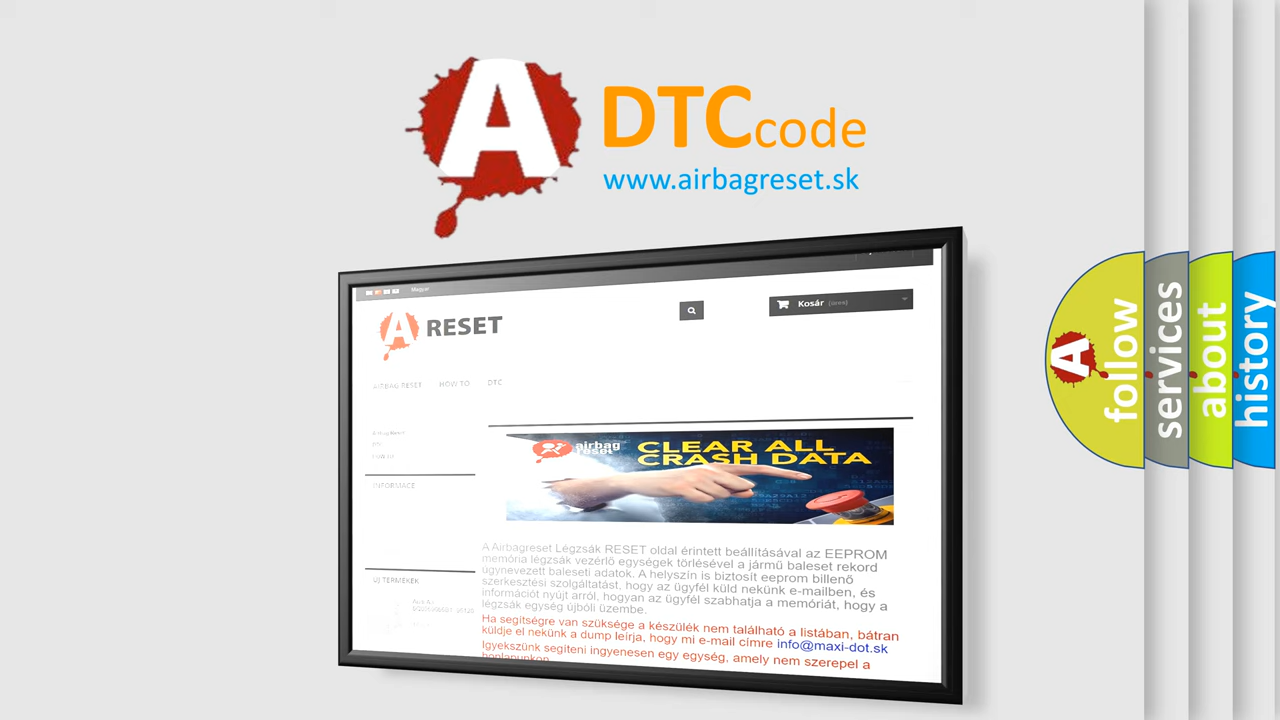 A
DTC code
www.airbagreset.sk
Magyar
A RESET
Kosár (üres)
AIRBAG RESET HOW TO DTC
INFORMACE
airbag
reset
CLEAR ALL
CRASH DATA
A Airbagreset Légzsák RESET oldal érintett beállításával az EEPROM
memória légzsák vezérlő egységek törlésével a jármű baleset rekord
úgynevezett baleseti adatok. A helyszín is biztosít eeprom billenő
szerkesztési szolgáltatást, hogy az ügyfél küld nekünk e-mailben, és
információt nyújt arról, hogyan az ügyfél szabhatja a memóriát, hogy a
légzsák egység újbóli üzembe.
Ha segítségre van szüksége a készülék nem található a listában, bátran
küldje el nekünk a dump leírja, hogy mi e-mail címre info@maxi-dot.sk
Igyekszünk segíteni ingyenesen egy egység, amely nem szerepel a
honlapunkon
ÚJ TERMÉKEK
A
follow
services
about
history